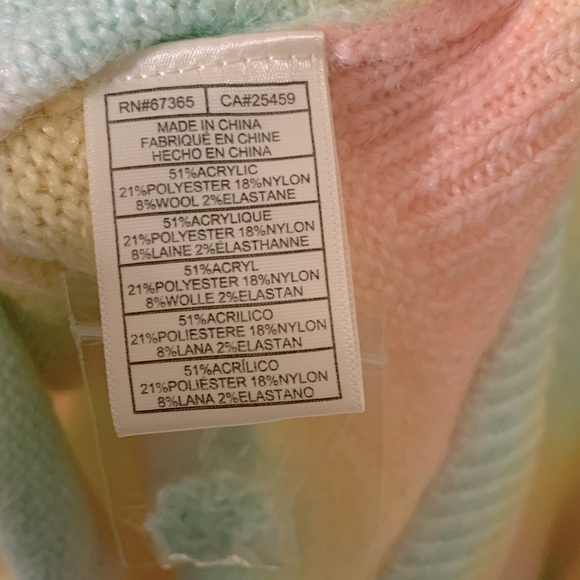 RN#67365 CA#25459
MADE IN CHINA
FABRIQUÉ EN CHINE
HECHO EN CHINA
51%ACRYLIC
21%POLYESTER 18%NYLON
8%WOOL 2%ELASTANE
51%ACRYLIQUE
21%POLYESTER 18%NYLON
8%LAINE 2%ÉLASTHANNE
51%ACRYL
21%POLYESTER 18%NYLON
8%WOLLE 2%ELASTAN
51%ACRILICO
21%POLIESTERE 18%NYLON
8%LANA 2%ELASTAN
51%ACRÍLICO
21%POLIÉSTER 18%NYLON
8%LANA 2%ELASTANO